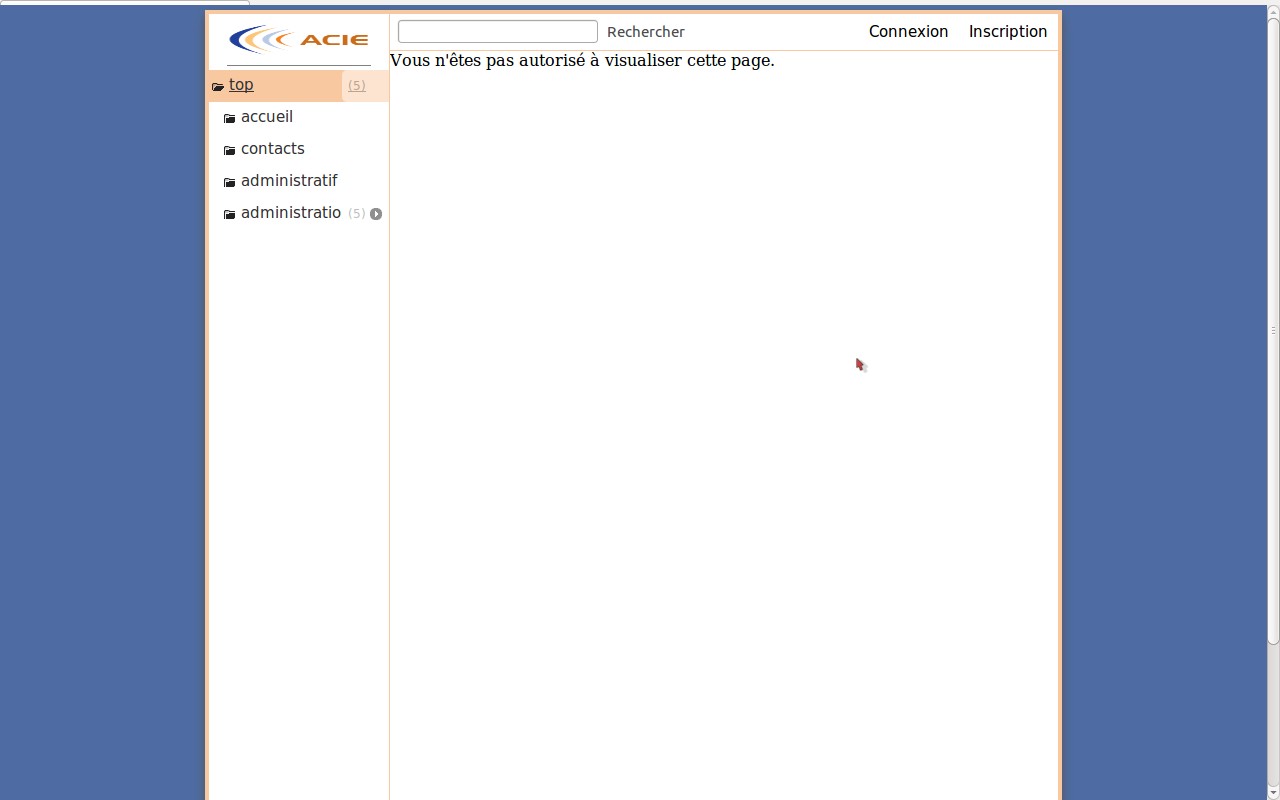 ACIE
Rechercher
Connexion
Inscription
Vous n'êtes pas autorisé à visualiser cette page.
top (5)
accueil
contacts
administratif
administratio (5)